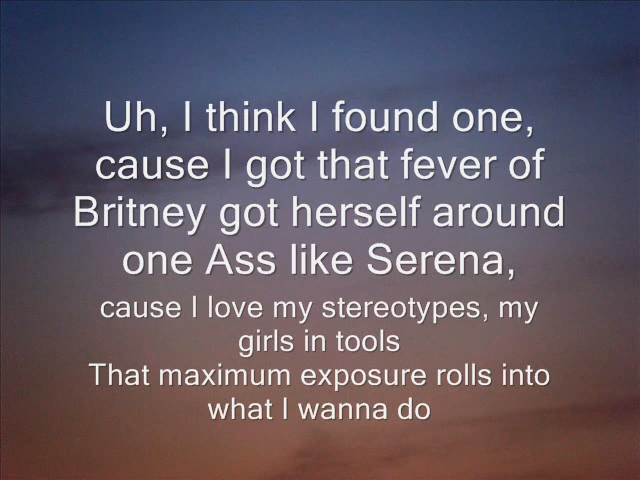 Uh, I think I found one,
cause I got that fever of
Britney got herself around
one Ass like Serena,
cause I love my stereotypes, my
girls in tools
That maximum exposure rolls into
what I wanna do